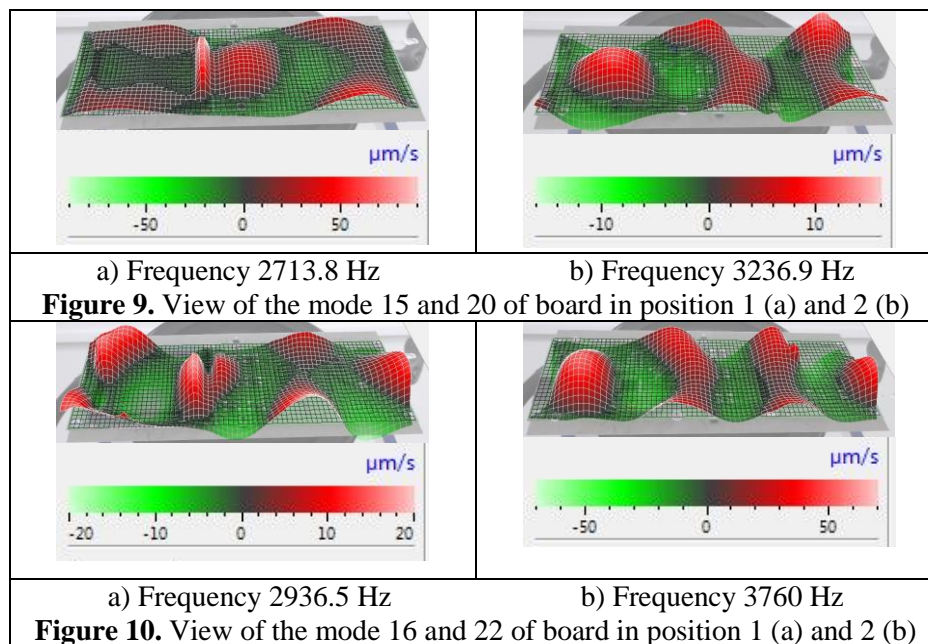 µm/s
µm/s
-50 0 50
-10 0 10
a) Frequency 2713.8 Hz
b) Frequency 3236.9 Hz
Figure 9. View of the mode 15 and 20 of board in position 1 (a) and 2 (b)
µm/s
µm/s
-20 -10 0 10 20
-50 0 50
a) Frequency 2936.5 Hz
b) Frequency 3760 Hz
Figure 10. View of the mode 16 and 22 of board in position 1 (a) and 2 (b)